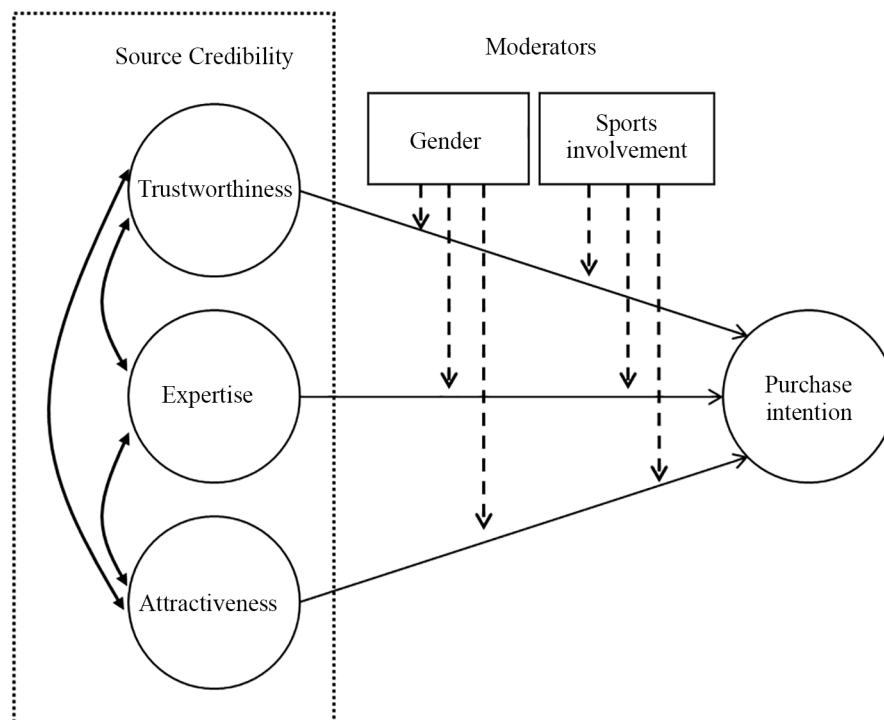 Source Credibility
Moderators
Gender
Sports
involvement
Trustworthiness
Expertise
Purchase
intention
Attractiveness